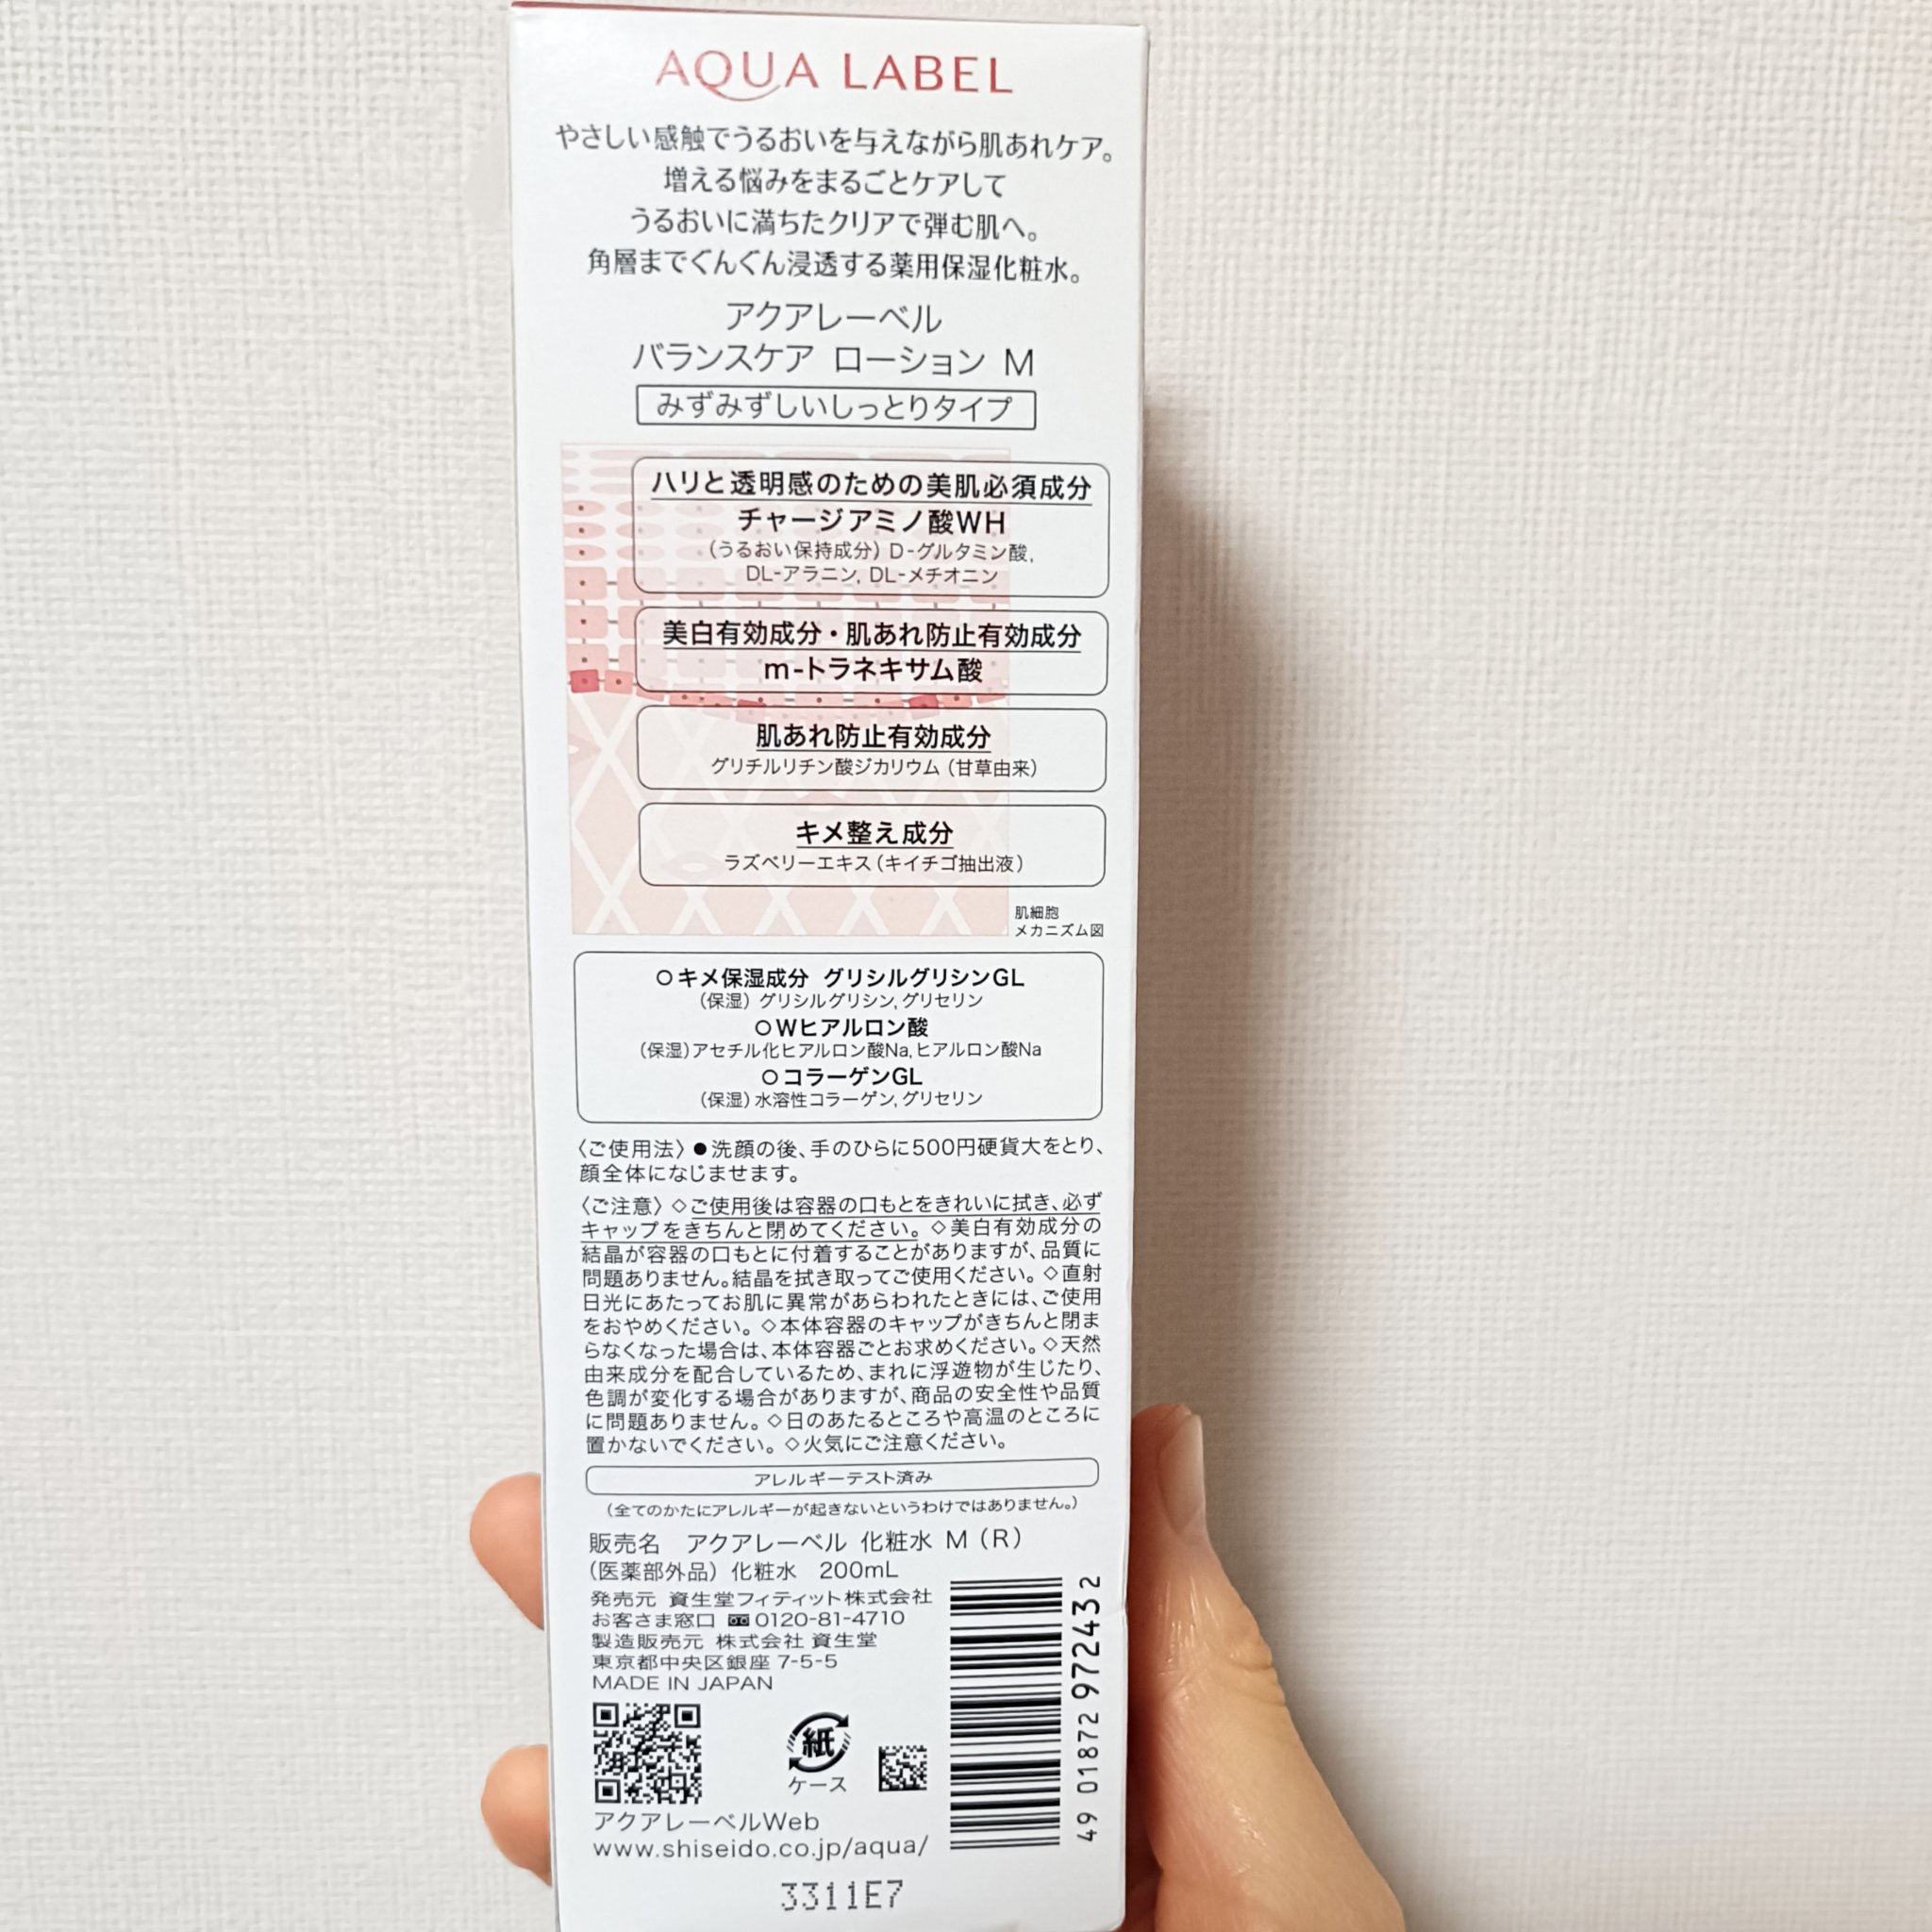 AQUA LABEL
やさしい感触でうるおいを与えながら肌あれケア。
増える悩みをまるごとケアして
うるおいに満ちたクリアで弾む肌へ。
角層までぐんぐん浸透する薬用保湿化粧水。
アクアレーベル
バランスケア ローション M
みずみずしいしっとりタイプ
ハリと透明感のための美肌必須成分
チャージアミノ酸WH
(うるおい保持成分) D-グルタミン酸,
DL-アラニン, DL-メチオニン
美白有効成分・肌あれ防止有効成分
m-トラネキサム酸
肌あれ防止有効成分
グリチルリチン酸ジカリウム (甘草由来)
キメ整え成分
ラズベリーエキス (キイチゴ抽出液)
肌細胞
メカニズム図
○キメ保湿成分 グリシルグリシンGL
(保湿) グリシルグリシン, グリセリン
○Wヒアルロン酸
(保湿)アセチル化ヒアルロン酸Na,ヒアルロン酸Na
○コラーゲンGL
(保湿) 水溶性コラーゲン, グリセリン
〈ご使用法〉●洗顔の後、手のひらに500円硬貨大をとり、
顔全体になじませます。
〈ご注意〉◇ご使用後は容器の口もとをきれいに拭き、必ず
キャップをきちんと閉めてください。◇美白有効成分の
結晶が容器の口もとに付着することがありますが、品質に
問題ありません。結晶を拭き取ってご使用ください。◇直射
日光にあたってお肌に異常があらわれたときには、ご使用
をおやめください。◇本体容器のキャップがきちんと閉ま
らなくなった場合は、本体容器ごとお求めください。◇天然
由来成分を配合しているため、まれに浮遊物が生じたり、
色調が変化する場合がありますが、商品の安全性や品質
に問題ありません。◇日のあたるところや高温のところに
置かないでください。◇火気にご注意ください。
アレルギーテスト済み
(全てのかたにアレルギーが起きないというわけではありません。)
販売名 アクアレーベル 化粧水 M (R)
(医薬部外品) 化粧水 200mL
発売元 資生堂フィティット株式会社
お客さま窓口 0120-81-4710
製造販売元 株式会社 資生堂
東京都中央区銀座 7-5-5
MADE IN JAPAN
紙
ケース
アクアレーベルWeb
www.shiseido.co.jp/aqua/
49 01872 972432
3311E7